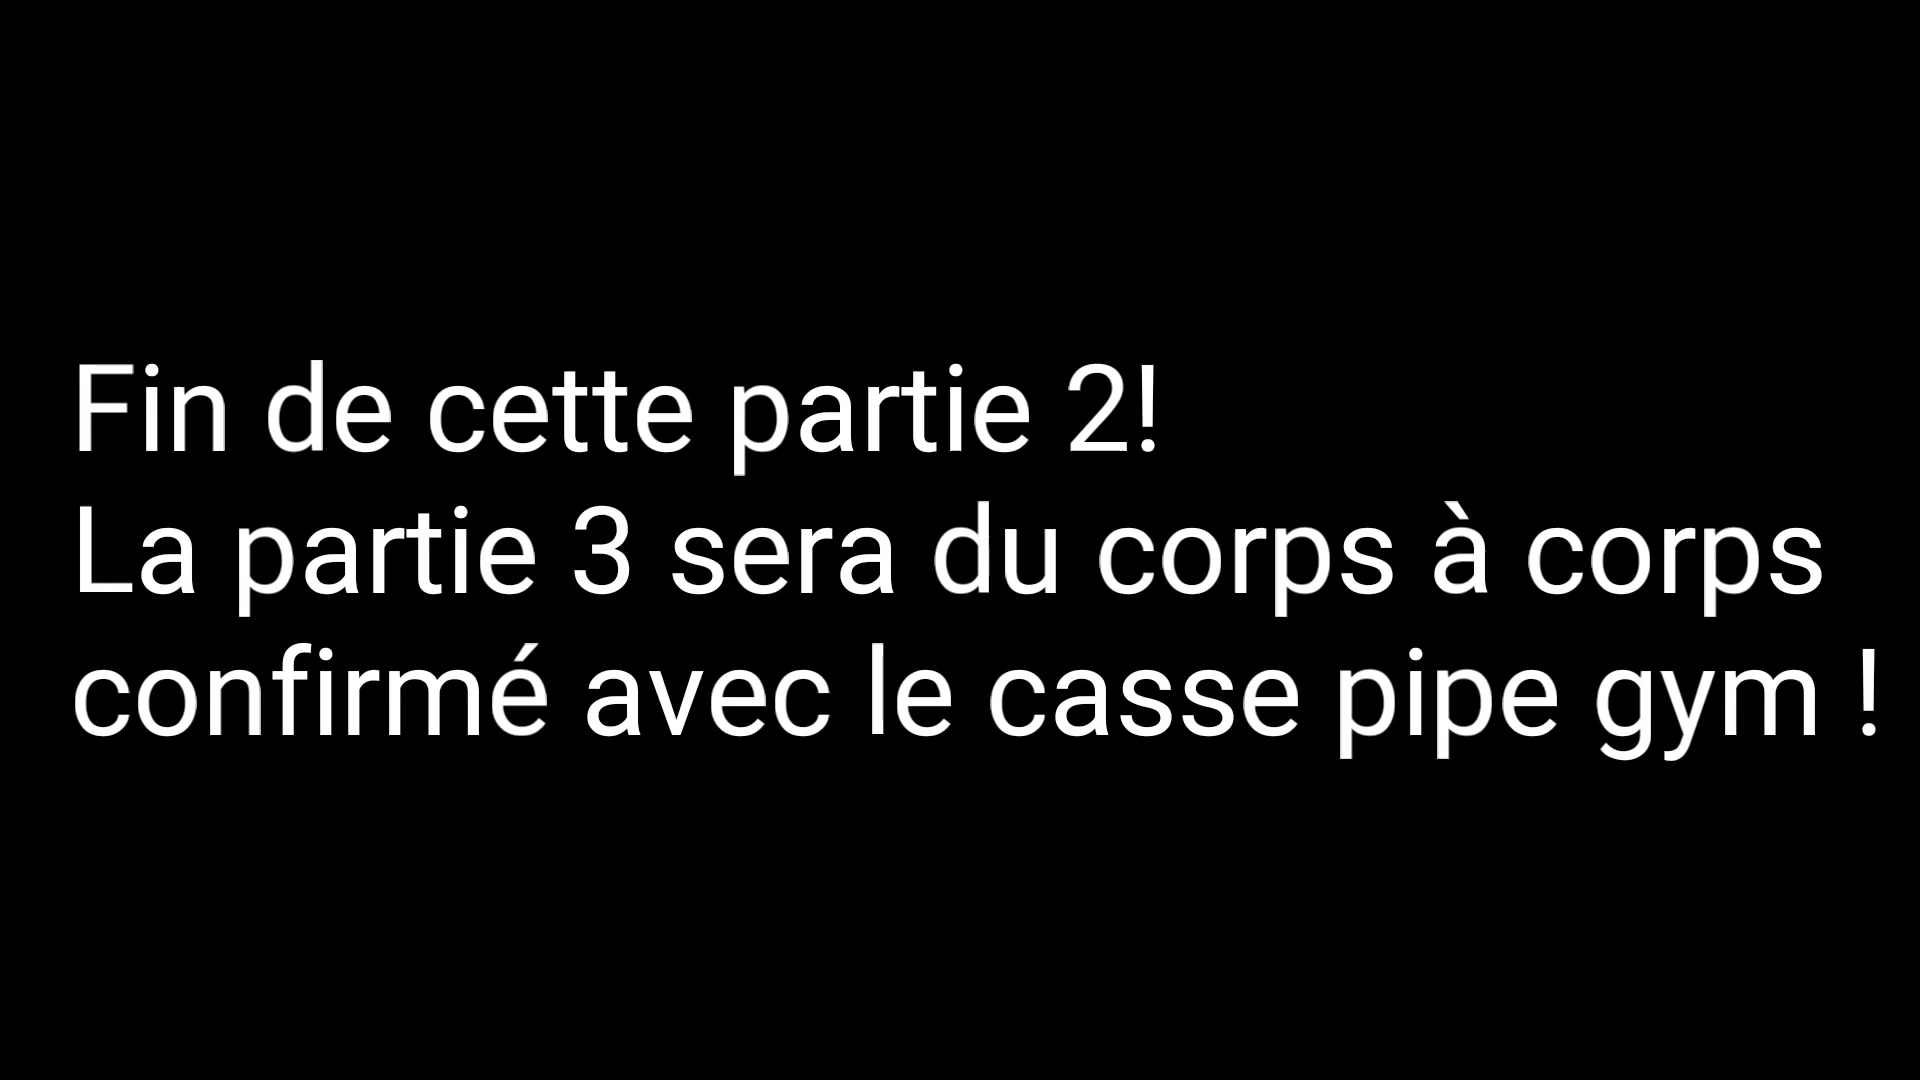 Fin de cette partie 2!
La partie 3 sera du corps à corps
confirmé avec le casse pipe gym !